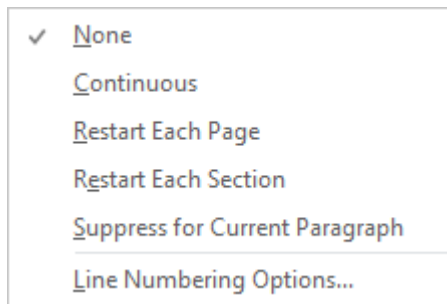 None
Continuous
Restart Each Page
Restart Each Section
Suppress for Current Paragraph
Line Numbering Options...